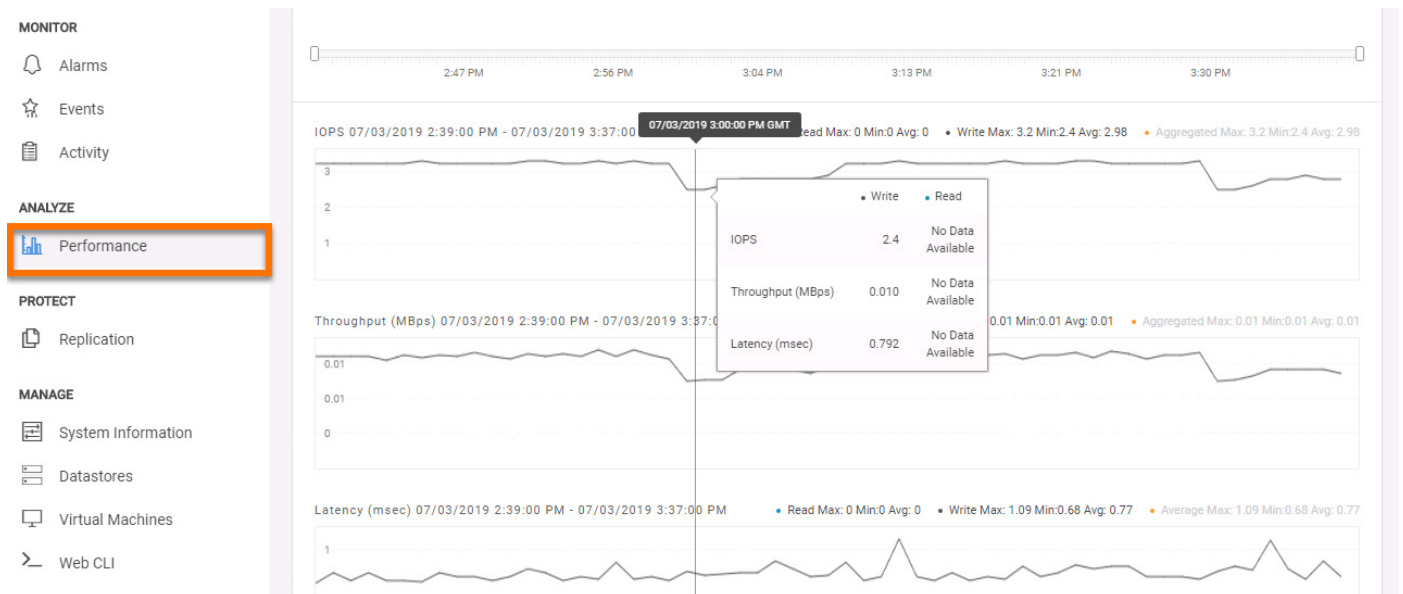 MONITOR
Alarms
Events
Activity
ANALYZE
Performance
PROTECT
Replication
MANAGE
System Information
Datastores
Virtual Machines
Web CLI
2:47 PM 2:56 PM 3:04 PM 3:13 PM 3:21 PM 3:30 PM
07/03/2019 3:00:00 PM GMT
IOPS 07/03/2019 2:39:00 PM - 07/03/2019 3:37:00 Read Max: 0 Min:0 Avg: 0 • Write Max: 3.2 Min:2.4 Avg: 2.98 • Aggregated Max: 3.2 Min:2.4 Avg: 2.98
3
2
1
• Write • Read
IOPS 2.4 No Data Available
Throughput (MBps) 0.010 No Data Available
Latency (msec) 0.792 No Data Available
Throughput (MBps) 07/03/2019 2:39:00 PM - 07/03/2019 3:37:0 0.01 Min:0.01 Avg: 0.01 • Aggregated Max: 0.01 Min:0.01 Avg: 0.01
0.01
0.01
0
Latency (msec) 07/03/2019 2:39:00 PM - 07/03/2019 3:37:00 PM • Read Max: 0 Min:0 Avg: 0 • Write Max: 1.09 Min:0.68 Avg: 0.77 • Average Max: 1.09 Min:0.68 Avg: 0.77
1